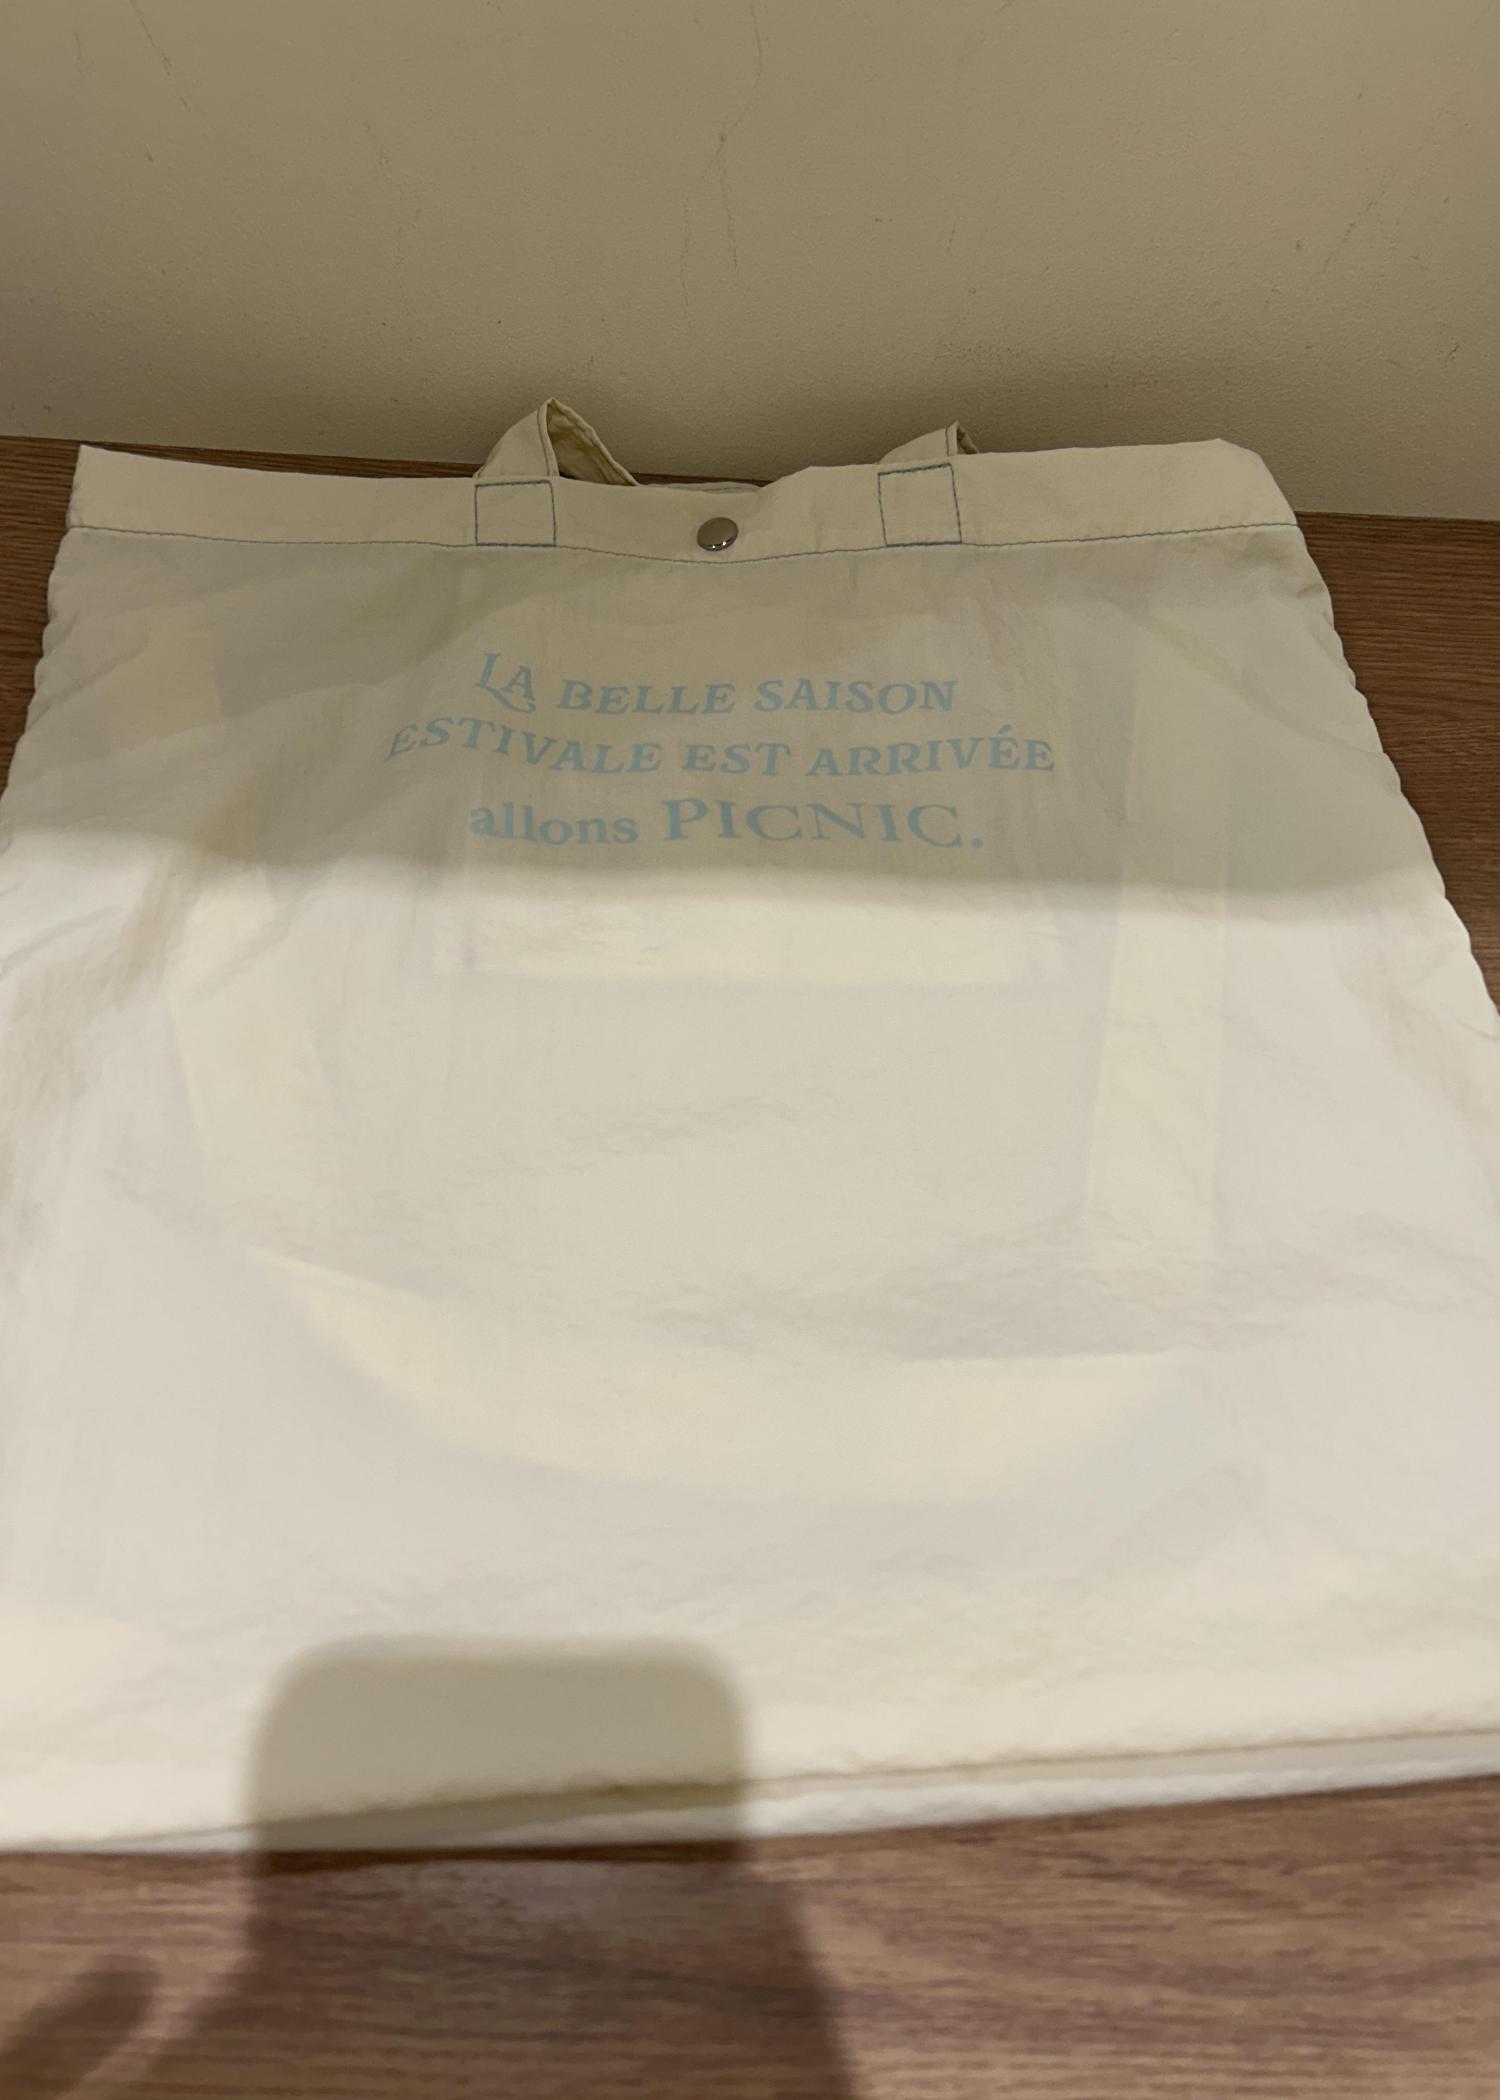 LA BELLE SAISON
ESTIVALE EST ARRIVÉE
allons PICNIC.